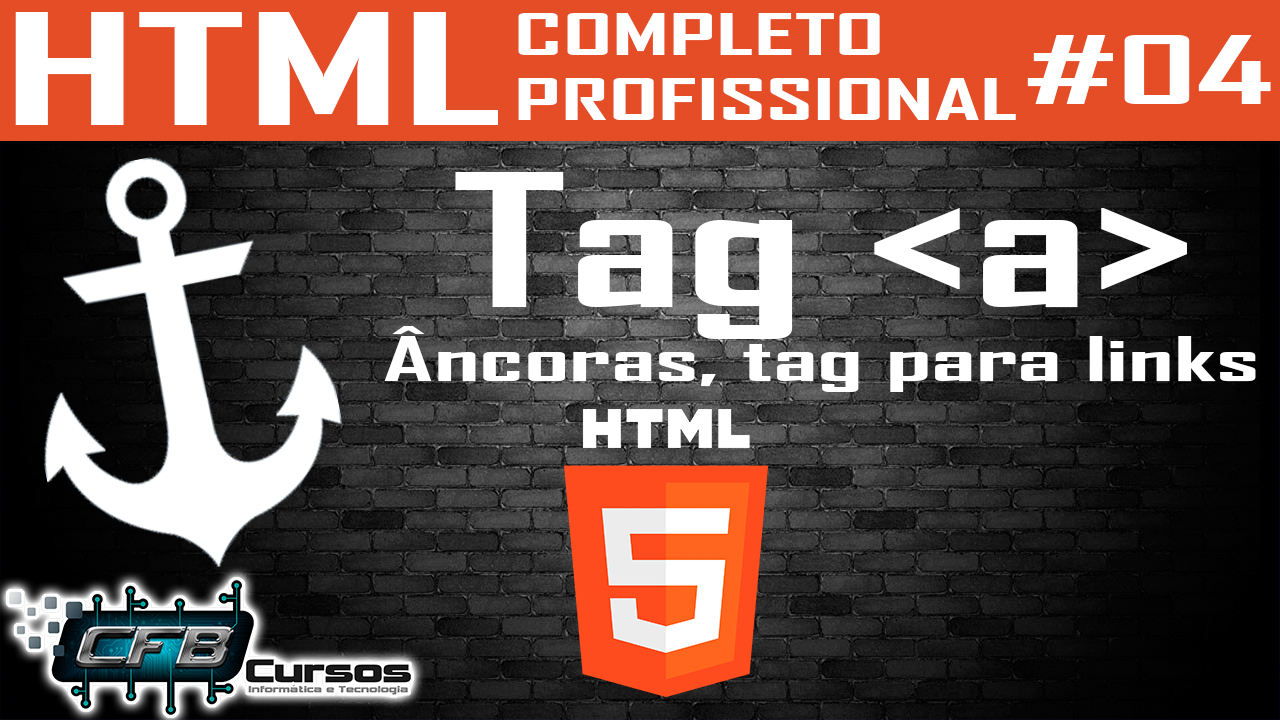 HTML
COMPLETO
PROFISSIONAL
#04
Tag <a>
Âncoras, tag para links
HTML
5
CFB
Cursos
Informática e Tecnologia